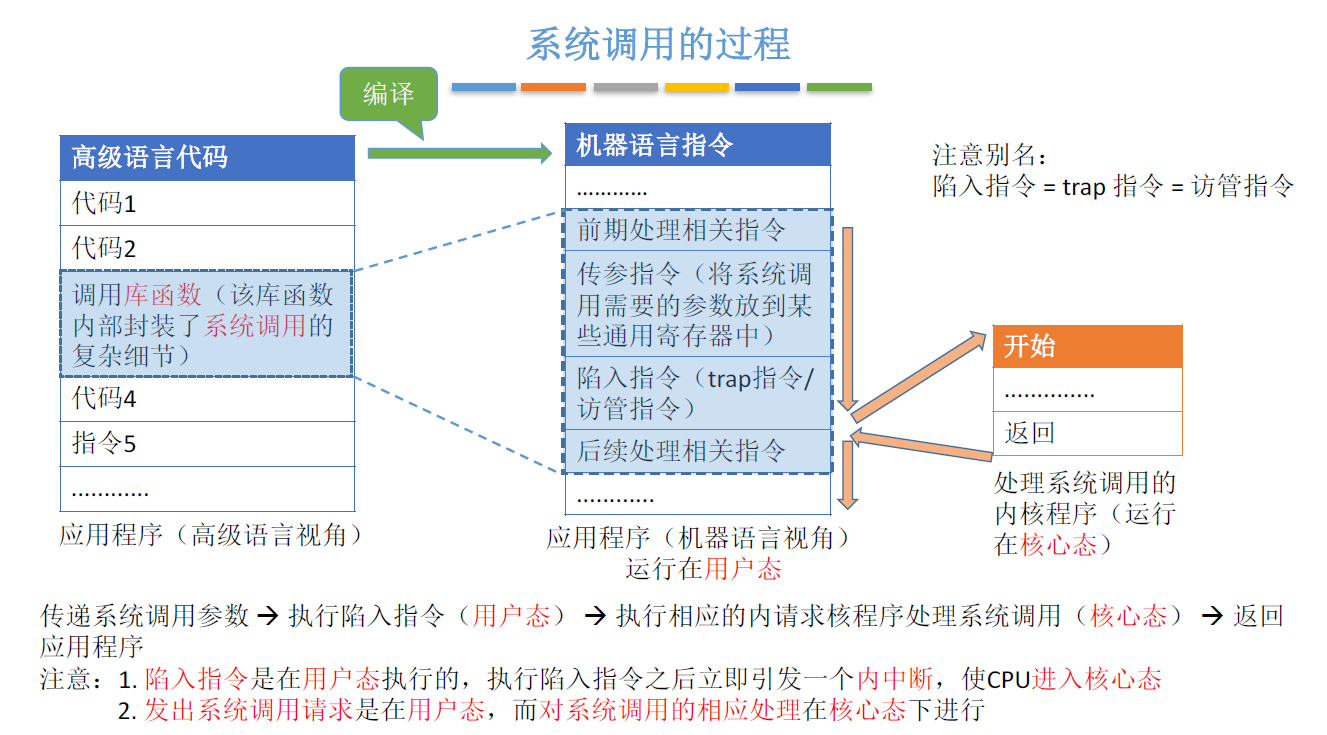 系统调用的过程
编译
高级语言代码
代码1
代码2
调用库函数（该库函数
内部封装了系统调用的
复杂细节）
代码4
指令5
............
应用程序（高级语言视角）
机器语言指令
............
前期处理相关指令
传参指令（将系统调
用需要的参数放到某
些通用寄存器中）
陷入指令（trap指令/
访管指令）
后续处理相关指令
............
应用程序（机器语言视角）
运行在用户态
注意别名：
陷入指令 = trap 指令 = 访管指令
开始
..............
返回
处理系统调用的
内核程序（运行
在核心态）
传递系统调用参数 → 执行陷入指令（用户态） → 执行相应的内请求核程序处理系统调用（核心态） → 返回
应用程序
注意：1. 陷入指令是在用户态执行的，执行陷入指令之后立即引发一个内中断，使CPU进入核心态
2. 发出系统调用请求是在用户态，而对系统调用的相应处理在核心态下进行